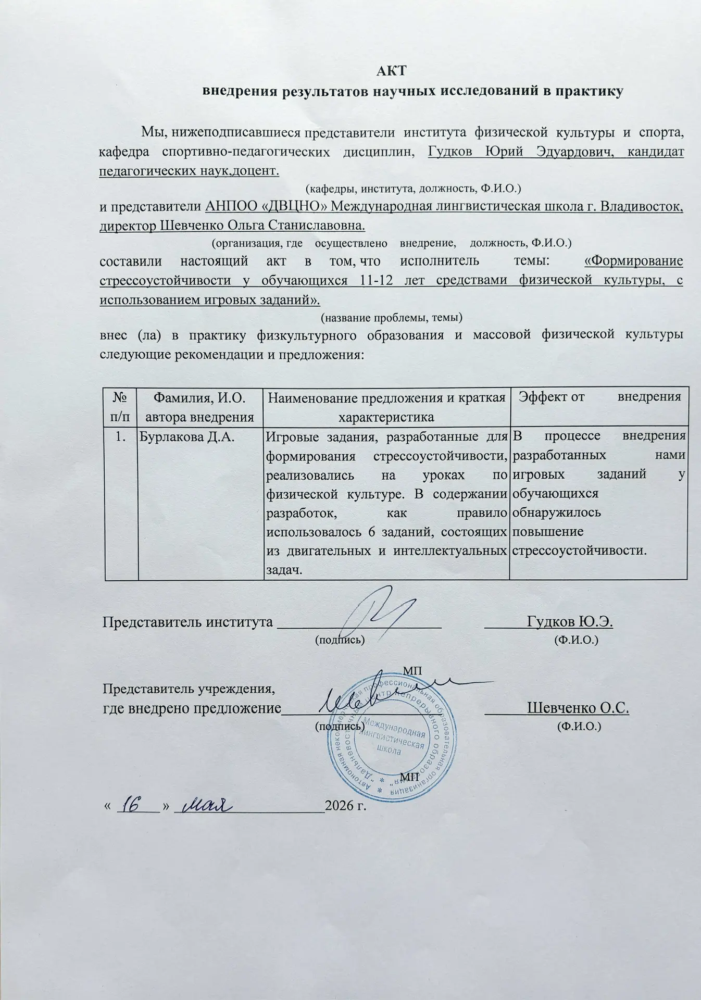 АКТ
внедрения результатов научных исследований в практику
Мы, нижеподписавшиеся представители института физической культуры и спорта,
кафедра спортивно-педагогических дисциплин, Гудков Юрий Эдуардович, кандидат
педагогических наук,доцент.
(кафедры, института, должность, Ф.И.О.)
и представители АНПОО «ДВЦНО» Международная лингвистическая школа г. Владивосток,
директор Шевченко Ольга Станиславовна.
(организация, где осуществлено внедрение, должность, Ф.И.О.)
составили настоящий акт в том, что исполнитель темы: «Формирование
стрессоустойчивости у обучающихся 11-12 лет средствами физической культуры, с
использованием игровых заданий».
(название проблемы, темы)
внес (ла) в практику физкультурного образования и массовой физической культуры
следующие рекомендации и предложения:
№ п/п
Фамилия, И.О.
автора внедрения
Наименование предложения и краткая
характеристика
Эффект от внедрения
1.
Бурлакова Д.А.
Игровые задания, разработанные для
формирования стрессоустойчивости,
реализовались на уроках по
физической культуре. В содержании
разработок, как правило
использовалось 6 заданий, состоящих
из двигательных и интеллектуальных
задач.
В процессе внедрения
разработанных нами
игровых заданий у
обучающихся
обнаружилось
повышение
стрессоустойчивости.
Представитель института Гудков Ю.Э.
(подпись) (Ф.И.О.)
МП
Представитель учреждения,
где внедрено предложение Шевченко О.С.
(подпись) (Ф.И.О.)
Автономная некоммерческая профессиональная образовательная организация
"Дальневосточный центр непрерывного образования"
Международная
лингвистическая
школа
МП
« 16 » мая 2026 г.